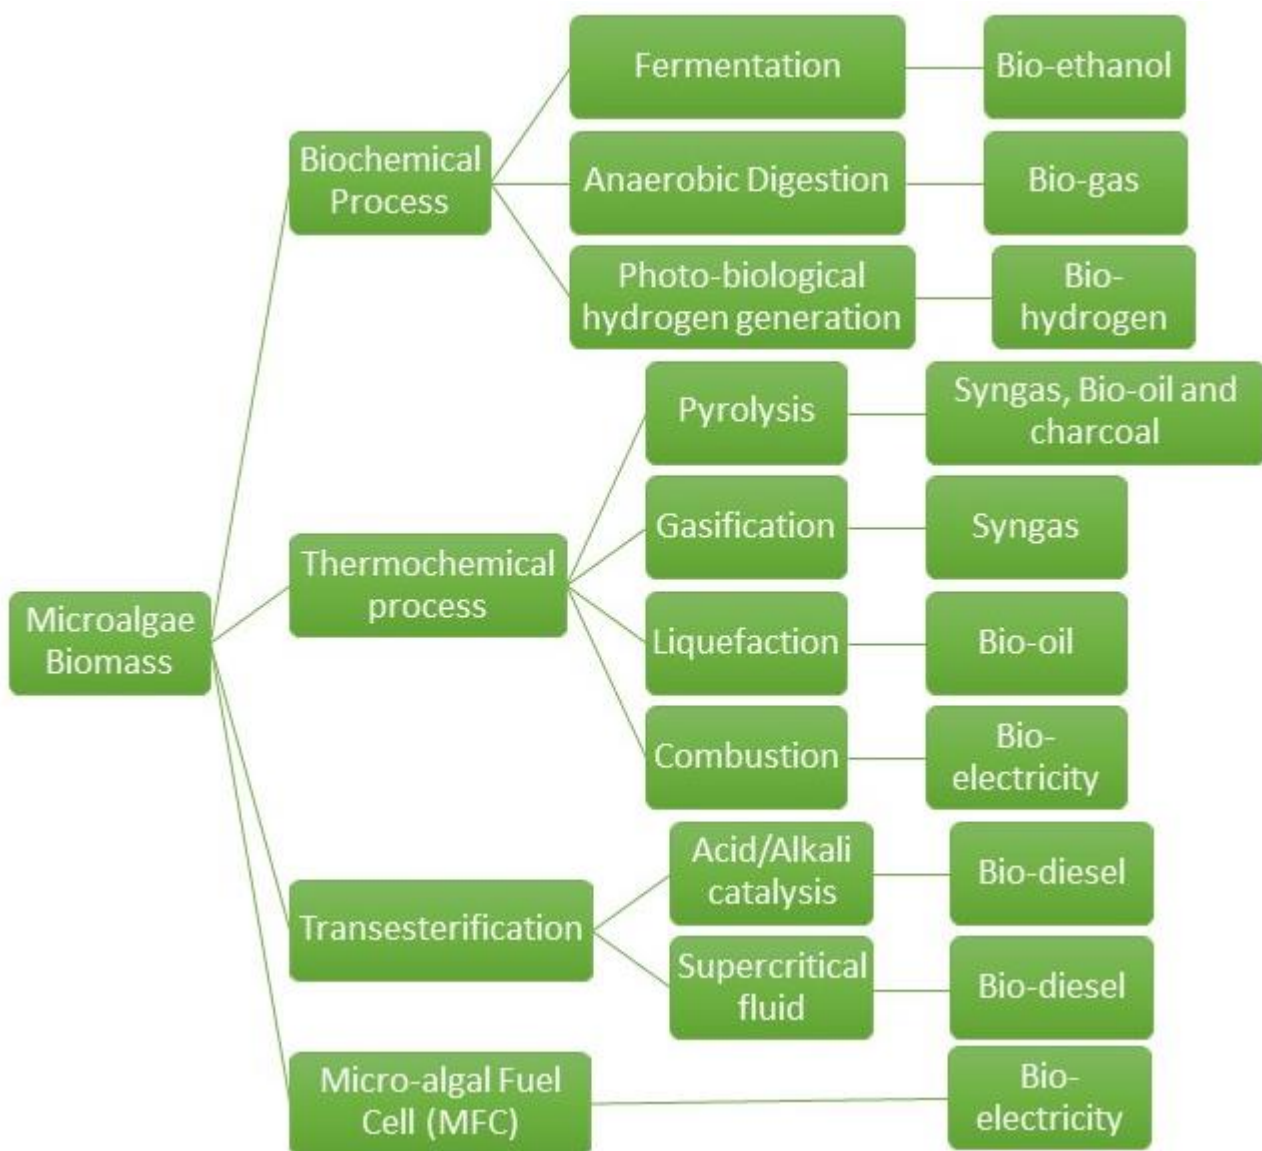 Fermentation
Bio-ethanol
Biochemical
Process
Anaerobic Digestion
Bio-gas
Photo-biological
hydrogen generation
Bio-
hydrogen
Pyrolysis
Syngas, Bio-oil and
charcoal
Gasification
Syngas
Thermochemical
process
Microalgae
Biomass
Liquefaction
Bio-oil
Combustion
Bio-
electricity
Acid/Alkali
catalysis
Bio-diesel
Transesterification
Supercritical
fluid
Bio-diesel
Micro-algal Fuel
Cell (MFC)
Bio-
electricity